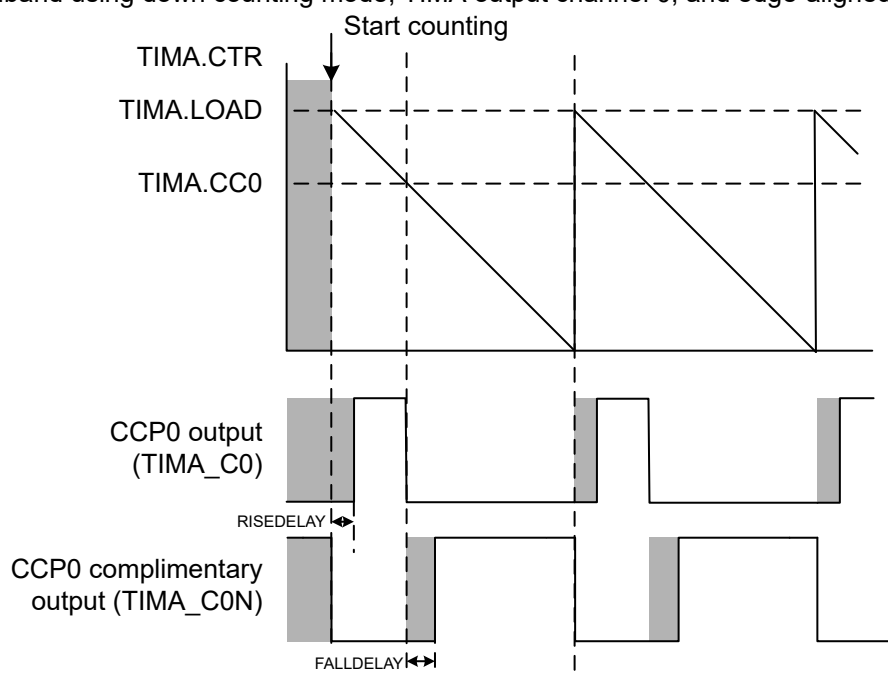 band using down counting mode, TIMA output channel 0, and edge-aligned
Start counting
TIMA.CTR
TIMA.LOAD
TIMA.CC0
CCP0 output
(TIMA_C0)
RISEDELAY
CCP0 complimentary
output (TIMA_C0N)
FALLDELAY